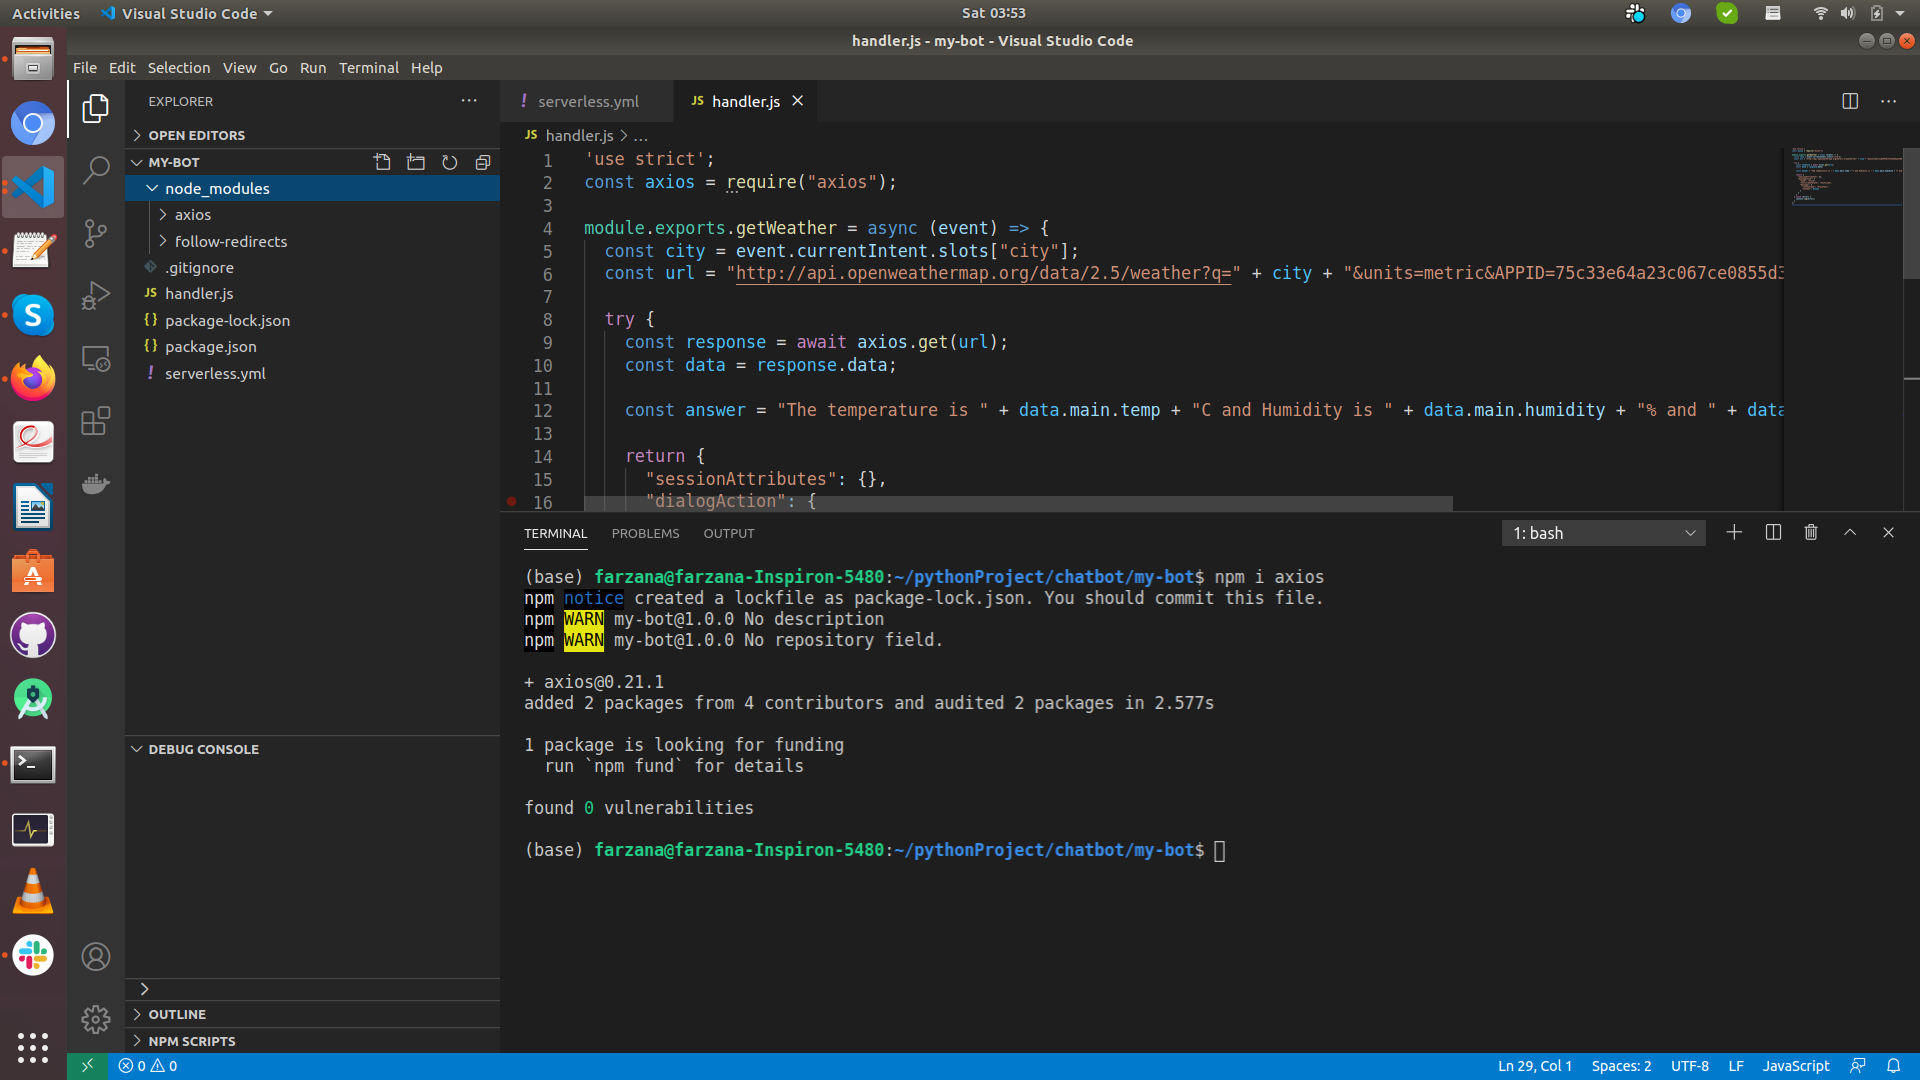 Activities
Visual Studio Code
Sat 03:53
handler.js - my-bot - Visual Studio Code
File Edit Selection View Go Run Terminal Help
EXPLORER
OPEN EDITORS
MY-BOT
node_modules
axios
follow-redirects
.gitignore
JS handler.js
{} package-lock.json
{} package.json
! serverless.yml
DEBUG CONSOLE
OUTLINE
NPM SCRIPTS
! serverless.yml
JS handler.js
JS handler.js > ...
1 'use strict';
2 const axios = require("axios");
3
4 module.exports.getWeather = async (event) => {
5 const city = event.currentIntent.slots["city"];
6 const url = "http://api.openweathermap.org/data/2.5/weather?q=" + city + "&units=metric&APPID=75c33e64a23c067ce0855d3
7
8 try {
9 const response = await axios.get(url);
10 const data = response.data;
11
12 const answer = "The temperature is " + data.main.temp + "C and Humidity is " + data.main.humidity + "% and " + data
13
14 return {
15 "sessionAttributes": {},
16 "dialogAction": {
TERMINAL PROBLEMS OUTPUT
1: bash
(base) farzana@farzana-Inspiron-5480:~/pythonProject/chatbot/my-bot$ npm i axios
npm notice created a lockfile as package-lock.json. You should commit this file.
npm WARN my-bot@1.0.0 No description
npm WARN my-bot@1.0.0 No repository field.
+ axios@0.21.1
added 2 packages from 4 contributors and audited 2 packages in 2.577s
1 package is looking for funding
run `npm fund` for details
found 0 vulnerabilities
(base) farzana@farzana-Inspiron-5480:~/pythonProject/chatbot/my-bot$
0 0
Ln 29, Col 1 Spaces: 2 UTF-8 LF JavaScript